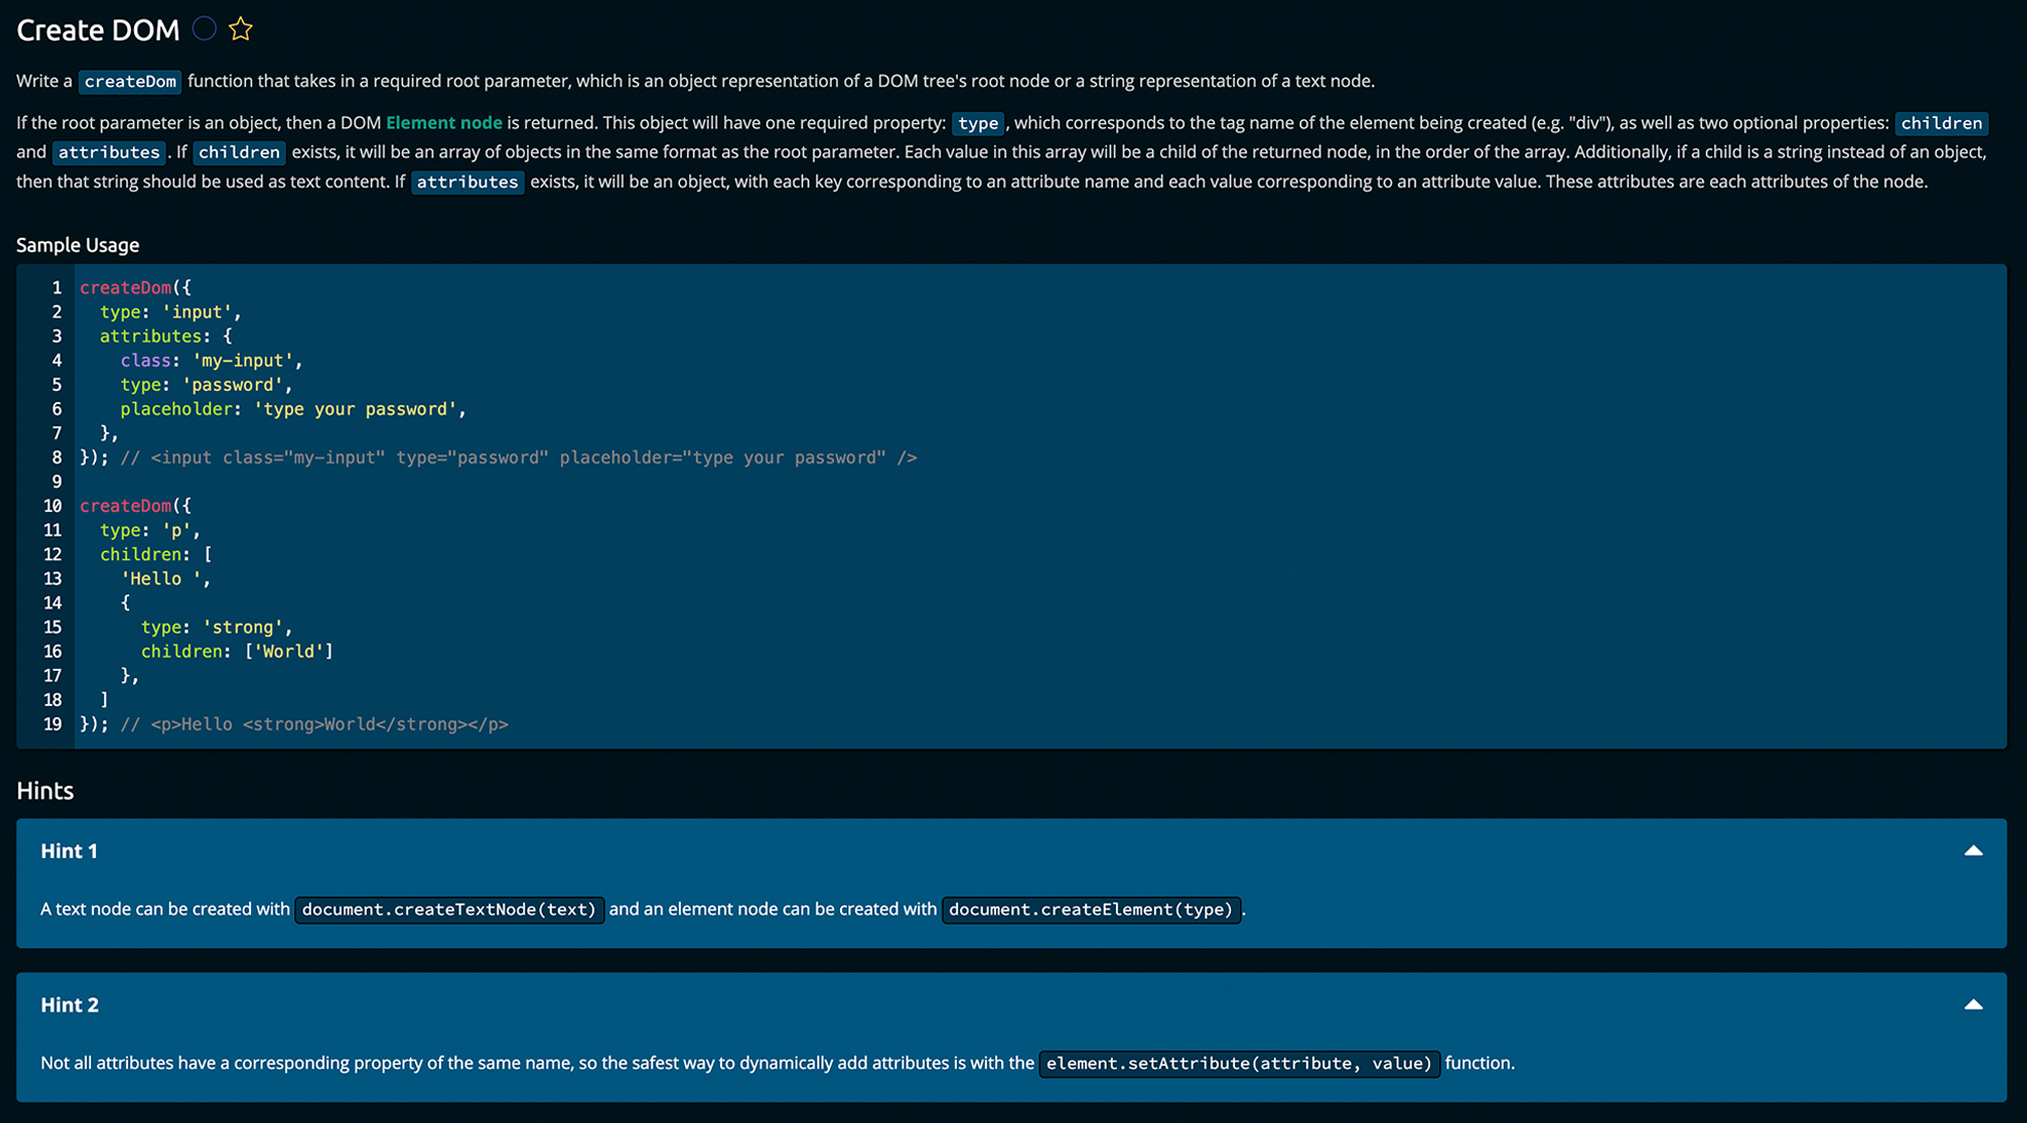 Create DOM
Write a createDom function that takes in a required root parameter, which is an object representation of a DOM tree's root node or a string representation of a text node.
If the root parameter is an object, then a DOM Element node is returned. This object will have one required property: type, which corresponds to the tag name of the element being created (e.g. "div"), as well as two optional properties: children
and attributes. If children exists, it will be an array of objects in the same format as the root parameter. Each value in this array will be a child of the returned node, in the order of the array. Additionally, if a child is a string instead of an object,
then that string should be used as text content. If attributes exists, it will be an object, with each key corresponding to an attribute name and each value corresponding to an attribute value. These attributes are each attributes of the node.
Sample Usage
1 createDom({
2   type: 'input',
3   attributes: {
4     class: 'my-input',
5     type: 'password',
6     placeholder: 'type your password',
7   },
8 }); // <input class="my-input" type="password" placeholder="type your password" />
9
10 createDom({
11   type: 'p',
12   children: [
13     'Hello ',
14     {
15       type: 'strong',
16       children: ['World']
17     },
18   ]
19 }); // <p>Hello <strong>World</strong></p>
Hints
Hint 1
A text node can be created with document.createTextNode(text) and an element node can be created with document.createElement(type).
Hint 2
Not all attributes have a corresponding property of the same name, so the safest way to dynamically add attributes is with the element.setAttribute(attribute, value) function.